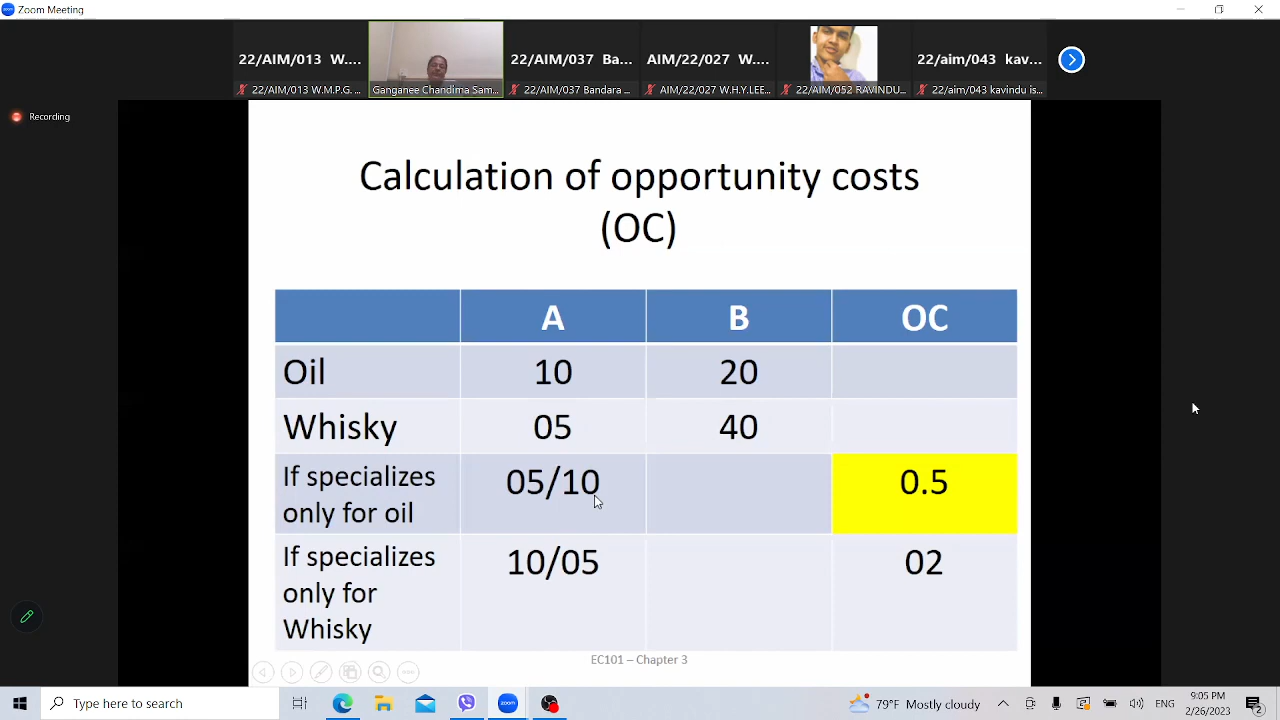 Zoom Meeting
22/AIM/013 W....
22/AIM/037 Ba...
AIM/22/027 W....
22/aim/043 kav...
22/AIM/013 W.M.P.G. ...
Ganganee Chandima Sam...
22/AIM/037 Bandara ...
AIM/22/027 W.H.Y.LEE...
22/AIM/052 RAVINDU...
22/aim/043 kavindu is...
Recording
Calculation of opportunity costs
(OC)
A B OC
Oil 10 20
Whisky 05 40
If specializes
only for oil
05/10 0.5
If specializes
only for
Whisky
10/05 02
EC101 – Chapter 3
Type here to search
zoom
79°F Mostly cloudy
ENG
9:05 PM
2/26/2023
2